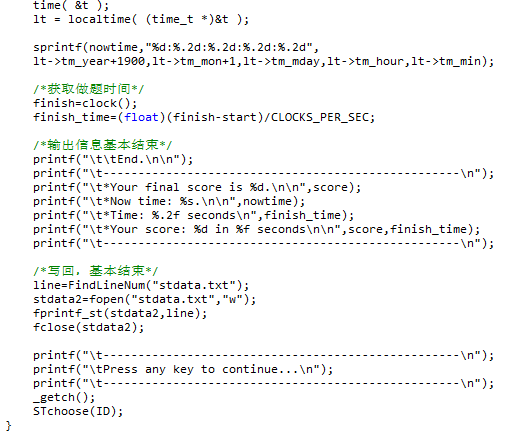 time( &t );
lt = localtime( (time_t *)&t );
sprintf(nowtime,"%d:%.2d:%.2d:%.2d:%.2d",
lt->tm_year+1900,lt->tm_mon+1,lt->tm_mday,lt->tm_hour,lt->tm_min);
/*获取做题时间*/
finish=clock();
finish_time=(float)(finish-start)/CLOCKS_PER_SEC;
/*输出信息基本结束*/
printf("\t\tEnd.\n\n");
printf("\t---------------------------------------------------\n");
printf("\t*Your final score is %d.\n\n",score);
printf("\t*Now time: %s.\n\n",nowtime);
printf("\t*Time: %.2f seconds\n",finish_time);
printf("\t*Your score: %d in %f seconds\n\n",score,finish_time);
printf("\t---------------------------------------------------\n");
/*写回，基本结束*/
line=FindLineNum("stdata.txt");
stdata2=fopen("stdata.txt","w");
fprintf_st(stdata2,line);
fclose(stdata2);
printf("\t---------------------------------------------------\n");
printf("\tPress any key to continue...\n");
printf("\t---------------------------------------------------\n");
_getch();
STchoose(ID);
}